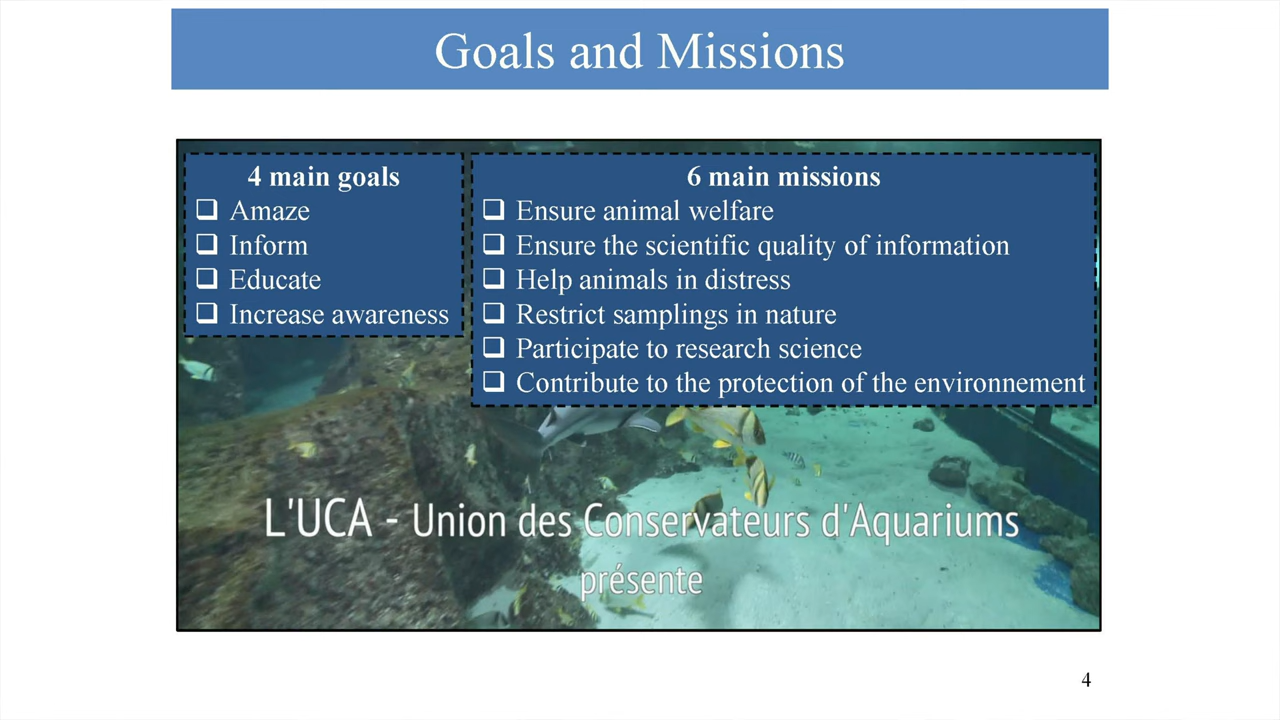 Goals and Missions
4 main goals
❑ Amaze
❑ Inform
❑ Educate
❑ Increase awareness
6 main missions
❑ Ensure animal welfare
❑ Ensure the scientific quality of information
❑ Help animals in distress
❑ Restrict samplings in nature
❑ Participate to research science
❑ Contribute to the protection of the environnement
L'UCA - Union des Conservateurs d'Aquariums
présente
4